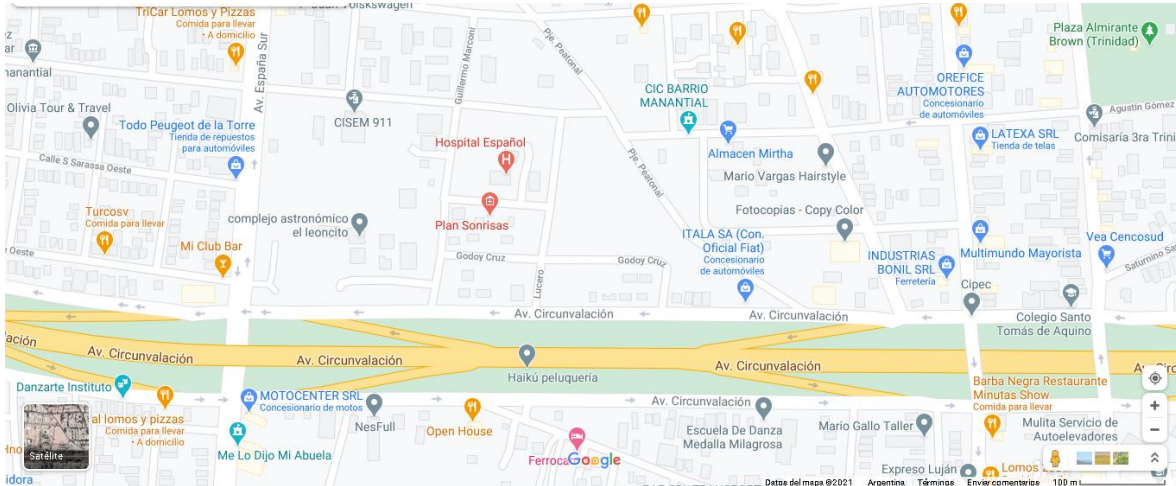 TriCar Lomos y Pizzas
Comida para llevar
• A domicilio
Volkswagen
Plaza Almirante
Brown (Trinidad)
manantial
Av. España Sur
Guillermo Marconi
Pje. Peatonal
CIC BARRIO
MANANTIAL
OREFICE
AUTOMOTORES
Concesionario
de automóviles
Agustín Gómez
Olivia Tour & Travel
CISEM 911
Todo Peugeot de la Torre
Tienda de repuestos
para automóviles
Hospital Español
Almacen Mirtha
LATEXA SRL
Tienda de telas
Comisaría 3ra Trini
Calle S Sarassa Oeste
Pje. Peatonal
Mario Vargas Hairstyle
Turcosv
Comida para llevar
Plan Sonrisas
complejo astronómico
el leoncito
Fotocopias - Copy Color
ITALA SA (Con.
Oficial Fiat)
Concesionario
de automóviles
Mi Club Bar
Oeste
Godoy Cruz
Godoy Cruz
Lucero
INDUSTRIAS
BONIL SRL
Ferretería
Multimundo Mayorista
Vea Cencosud
Saturnino
Cipec
Colegio Santo
Tomás de Aquino
Av. Circunvalación
Av. Circunvalación
Av. Circunvalación
Av. Circunvalación
Av. Circunvalación
Av. Circunvalación
Haikú peluquería
Danzarte Instituto
MOTOCENTER SRL
Concesionario de motos
Av. Circunvalación
Barba Negra Restaurante
Minutas Show
Comida para llevar
al lomos y pizzas
Comida para llevar
• A domicilio
NesFull
Open House
Escuela De Danza
Medalla Milagrosa
Mario Gallo Taller
Mulita Servicio de
Autoelevadores
Satélite
Me Lo Dijo Mi Abuela
Ferroca
Google
Expreso Luján
Lomos
idora
Datos del mapa ©2021 Argentina Términos Enviar comentarios 100 m